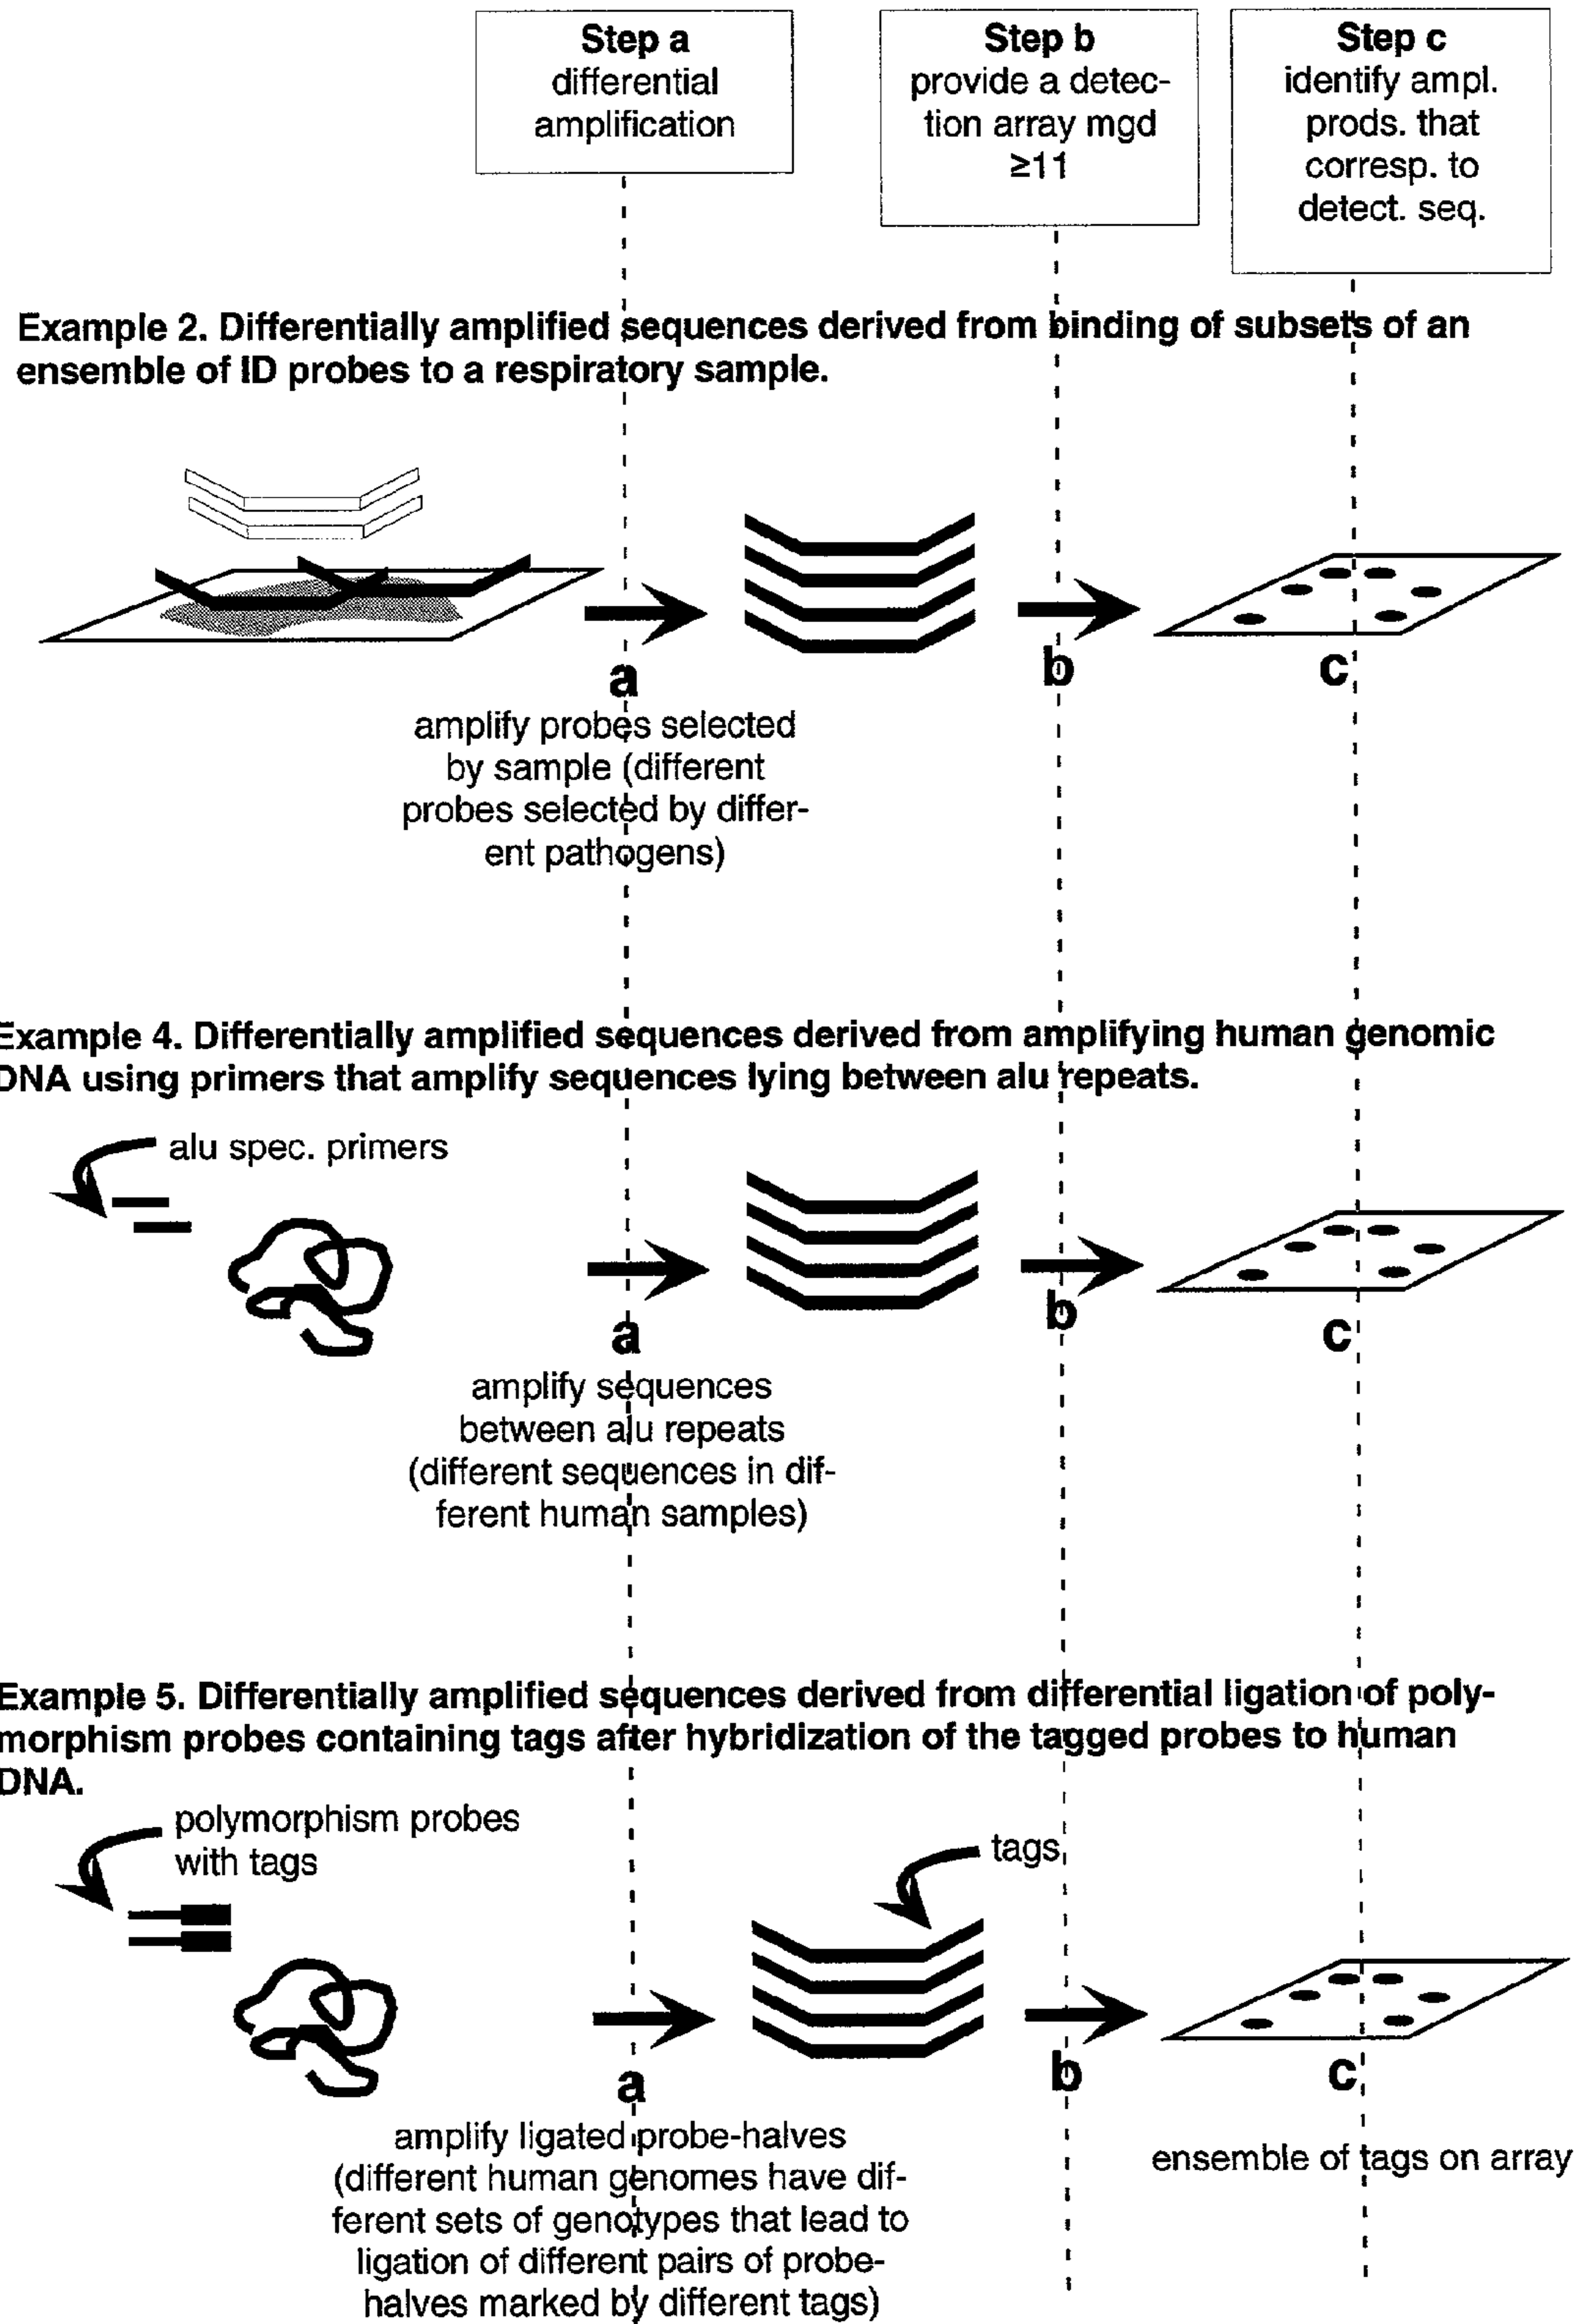 Step a
differential
amplification
Step b
provide a detec-
tion array mgd
≥11
Step c
identify ampl.
prods. that
corresp. to
detect. seq.
Example 2. Differentially amplified sequences derived from binding of subsets of an
ensemble of ID probes to a respiratory sample.
a
b
c
amplify probes selected
by sample (different
probes selected by differ-
ent pathogens)
Example 4. Differentially amplified sequences derived from amplifying human genomic
DNA using primers that amplify sequences lying between alu repeats.
alu spec. primers
a
b
c
amplify sequences
between alu repeats
(different sequences in dif-
ferent human samples)
Example 5. Differentially amplified sequences derived from differential ligation of poly-
morphism probes containing tags after hybridization of the tagged probes to human
DNA.
polymorphism probes
with tags
tags
a
b
c
amplify ligated probe-halves
(different human genomes have dif-
ferent sets of genotypes that lead to
ligation of different pairs of probe-
halves marked by different tags)
ensemble of tags on array